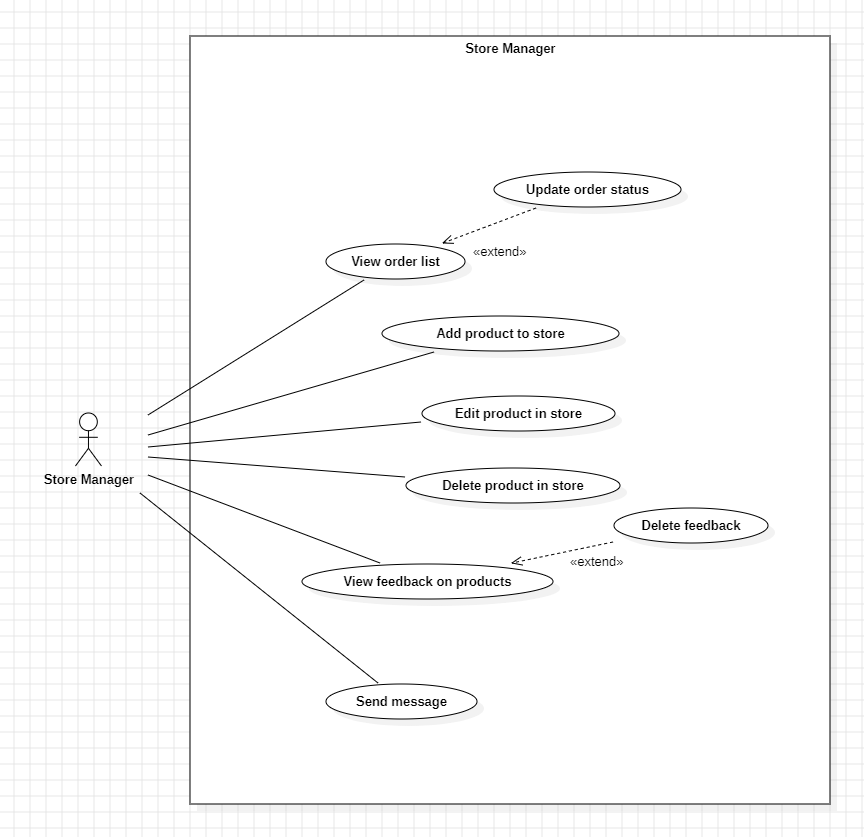 Store Manager
Update order status
«extend»
View order list
Add product to store
Edit product in store
Store Manager
Delete product in store
Delete feedback
«extend»
View feedback on products
Send message